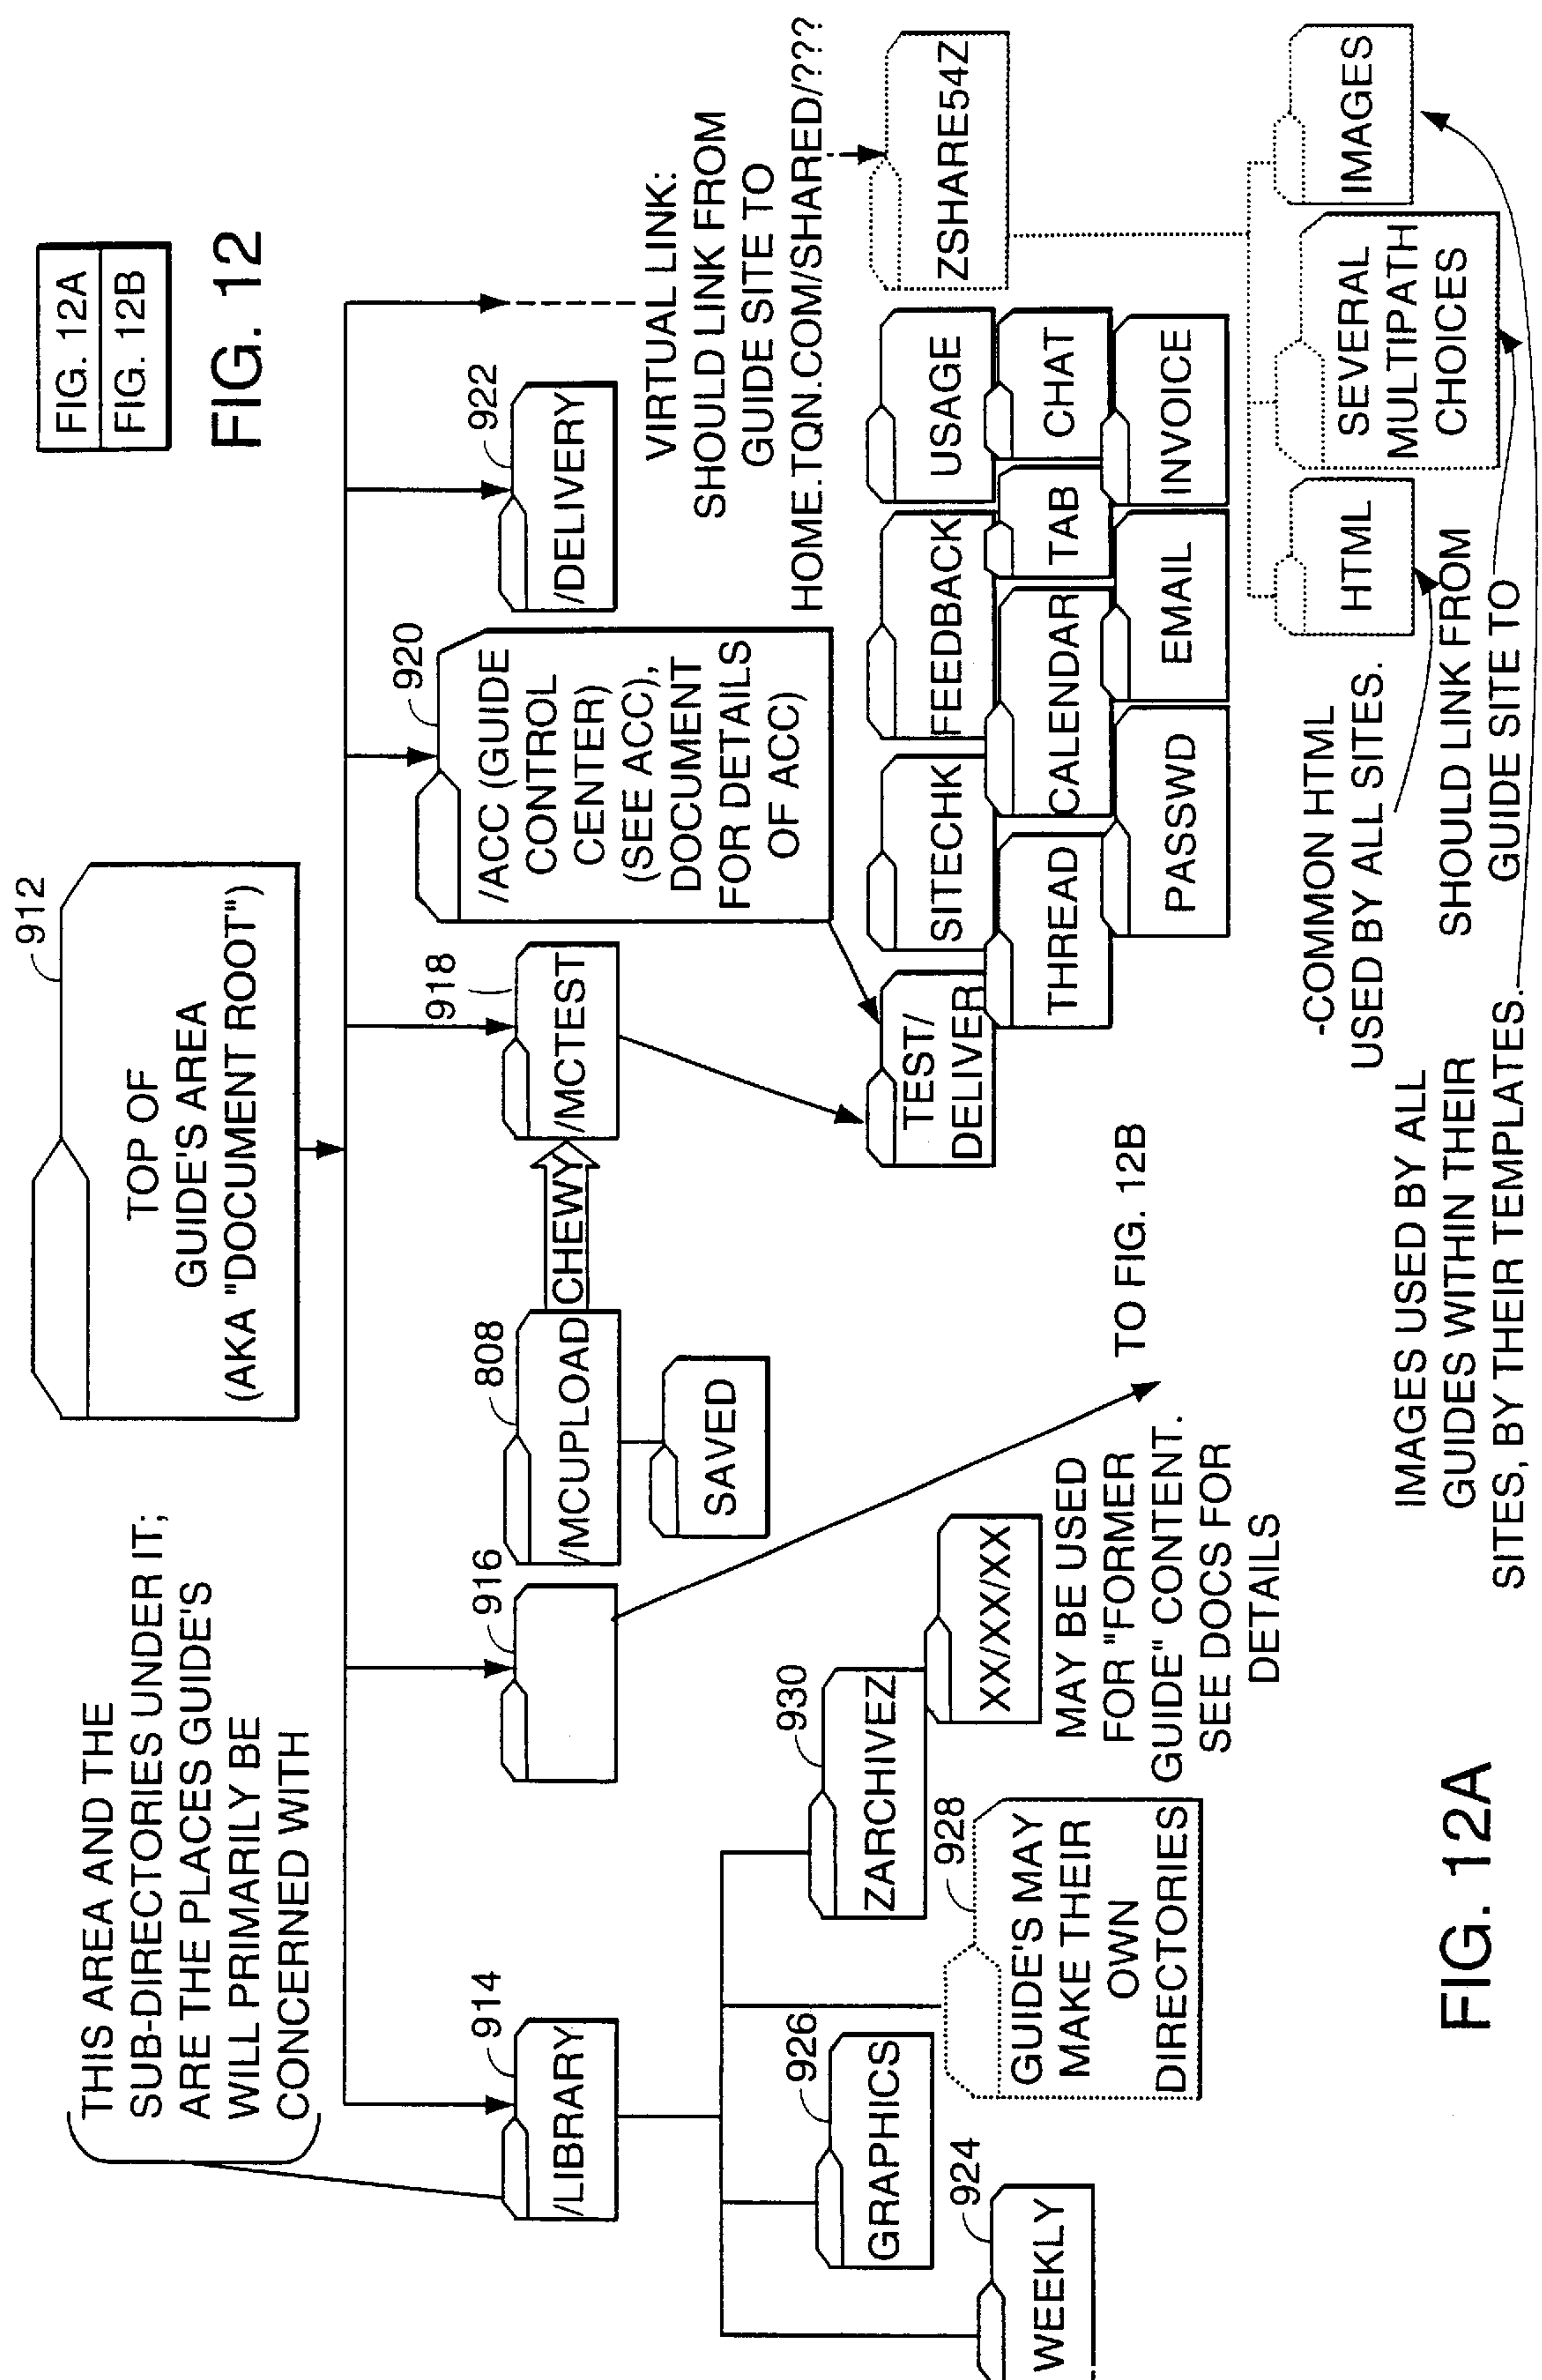 FIG. 12A
FIG. 12B
FIG. 12
912
TOP OF
GUIDE'S AREA
(AKA "DOCUMENT ROOT")
THIS AREA AND THE
SUB-DIRECTORIES UNDER IT;
ARE THE PLACES GUIDE'S
WILL PRIMARILY BE
CONCERNED WITH
914
/LIBRARY
916
808
/MCUPLOAD
CHEWY
SAVED
918
/MCTEST
920
/ACC (GUIDE
CONTROL
CENTER)
(SEE ACC),
DOCUMENT
FOR DETAILS
OF ACC)
922
/DELIVERY
VIRTUAL LINK:
SHOULD LINK FROM
GUIDE SITE TO
HOME.TQN.COM/SHARED/???
924
WEEKLY
926
GRAPHICS
928
GUIDE'S MAY
MAKE THEIR
OWN
DIRECTORIES
930
ZARCHIVEZ
XX/XX/XX
MAY BE USED
FOR "FORMER
GUIDE" CONTENT.
SEE DOCS FOR
DETAILS
TO FIG. 12B
TEST/
DELIVER
SITECHK
FEEDBACK
USAGE
THREAD
CALENDAR
TAB
CHAT
PASSWD
EMAIL
INVOICE
ZSHARE54Z
HTML
SEVERAL
MULTIPATH
CHOICES
IMAGES
-COMMON HTML
USED BY ALL SITES.
SHOULD LINK FROM
GUIDE SITE TO
IMAGES USED BY ALL
GUIDES WITHIN THEIR
SITES, BY THEIR TEMPLATES.
FIG. 12A